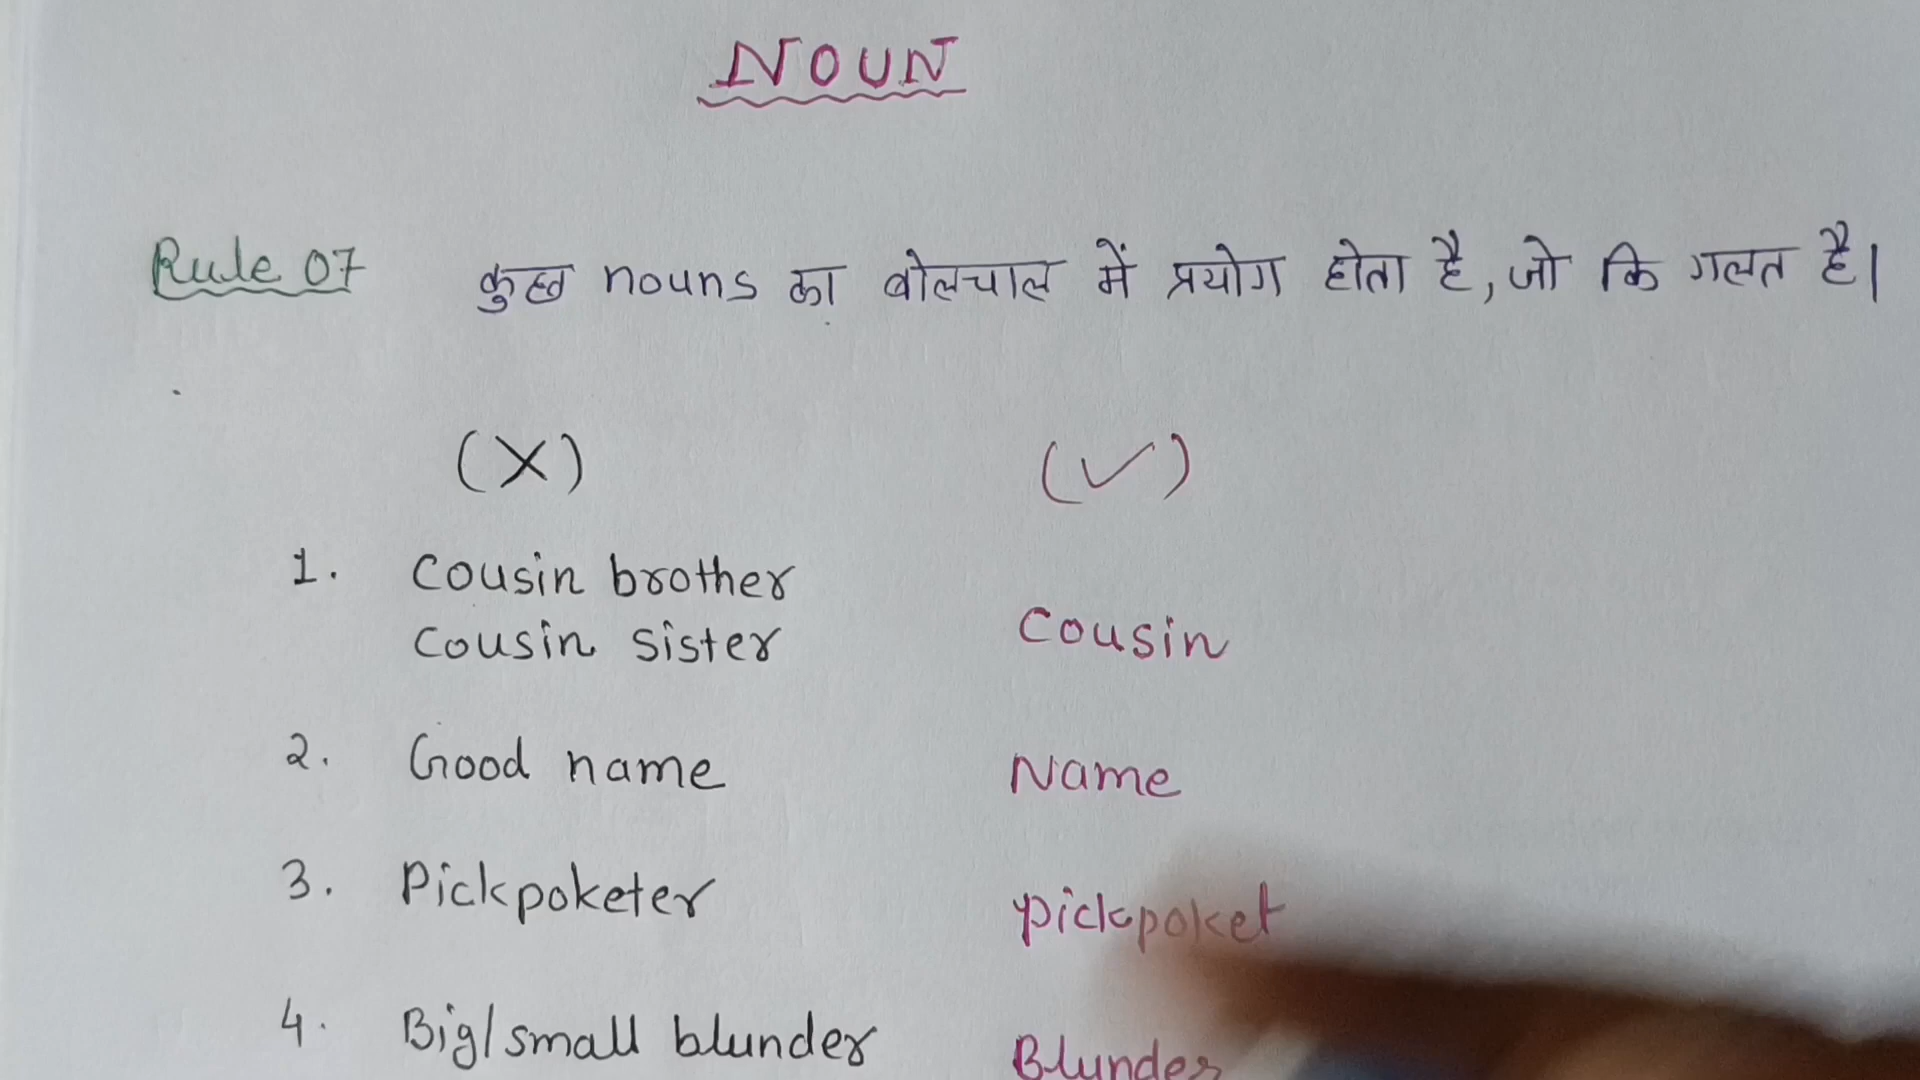 NOUN
Rule 07 कुछ nouns का बोलचाल में प्रयोग होता है, जो कि गलत है।
(X) (✓)
1. Cousin brother
Cousin sister Cousin
2. Good name Name
3. Pickpoketer pickpoket
4. Big/small blunder Blunder